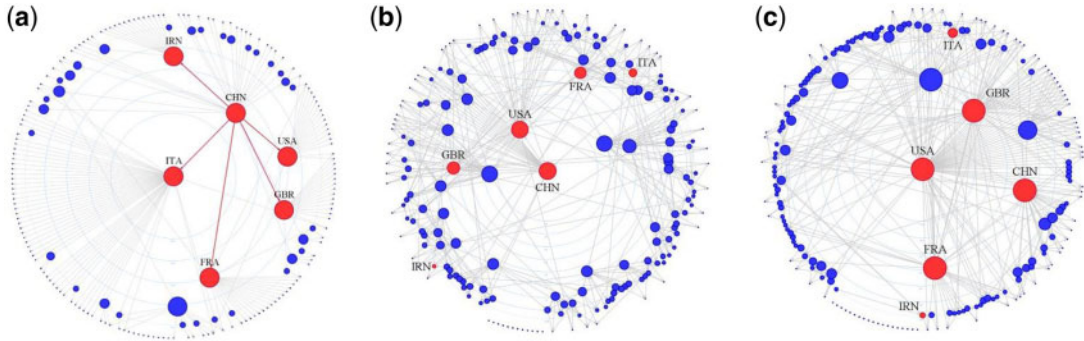 (a)
IRN
CHN
USA
ITA
GBR
FRA
(b)
ITA
FRA
USA
GBR
CHN
IRN
(c)
ITA
GBR
USA
CHN
FRA
IRN